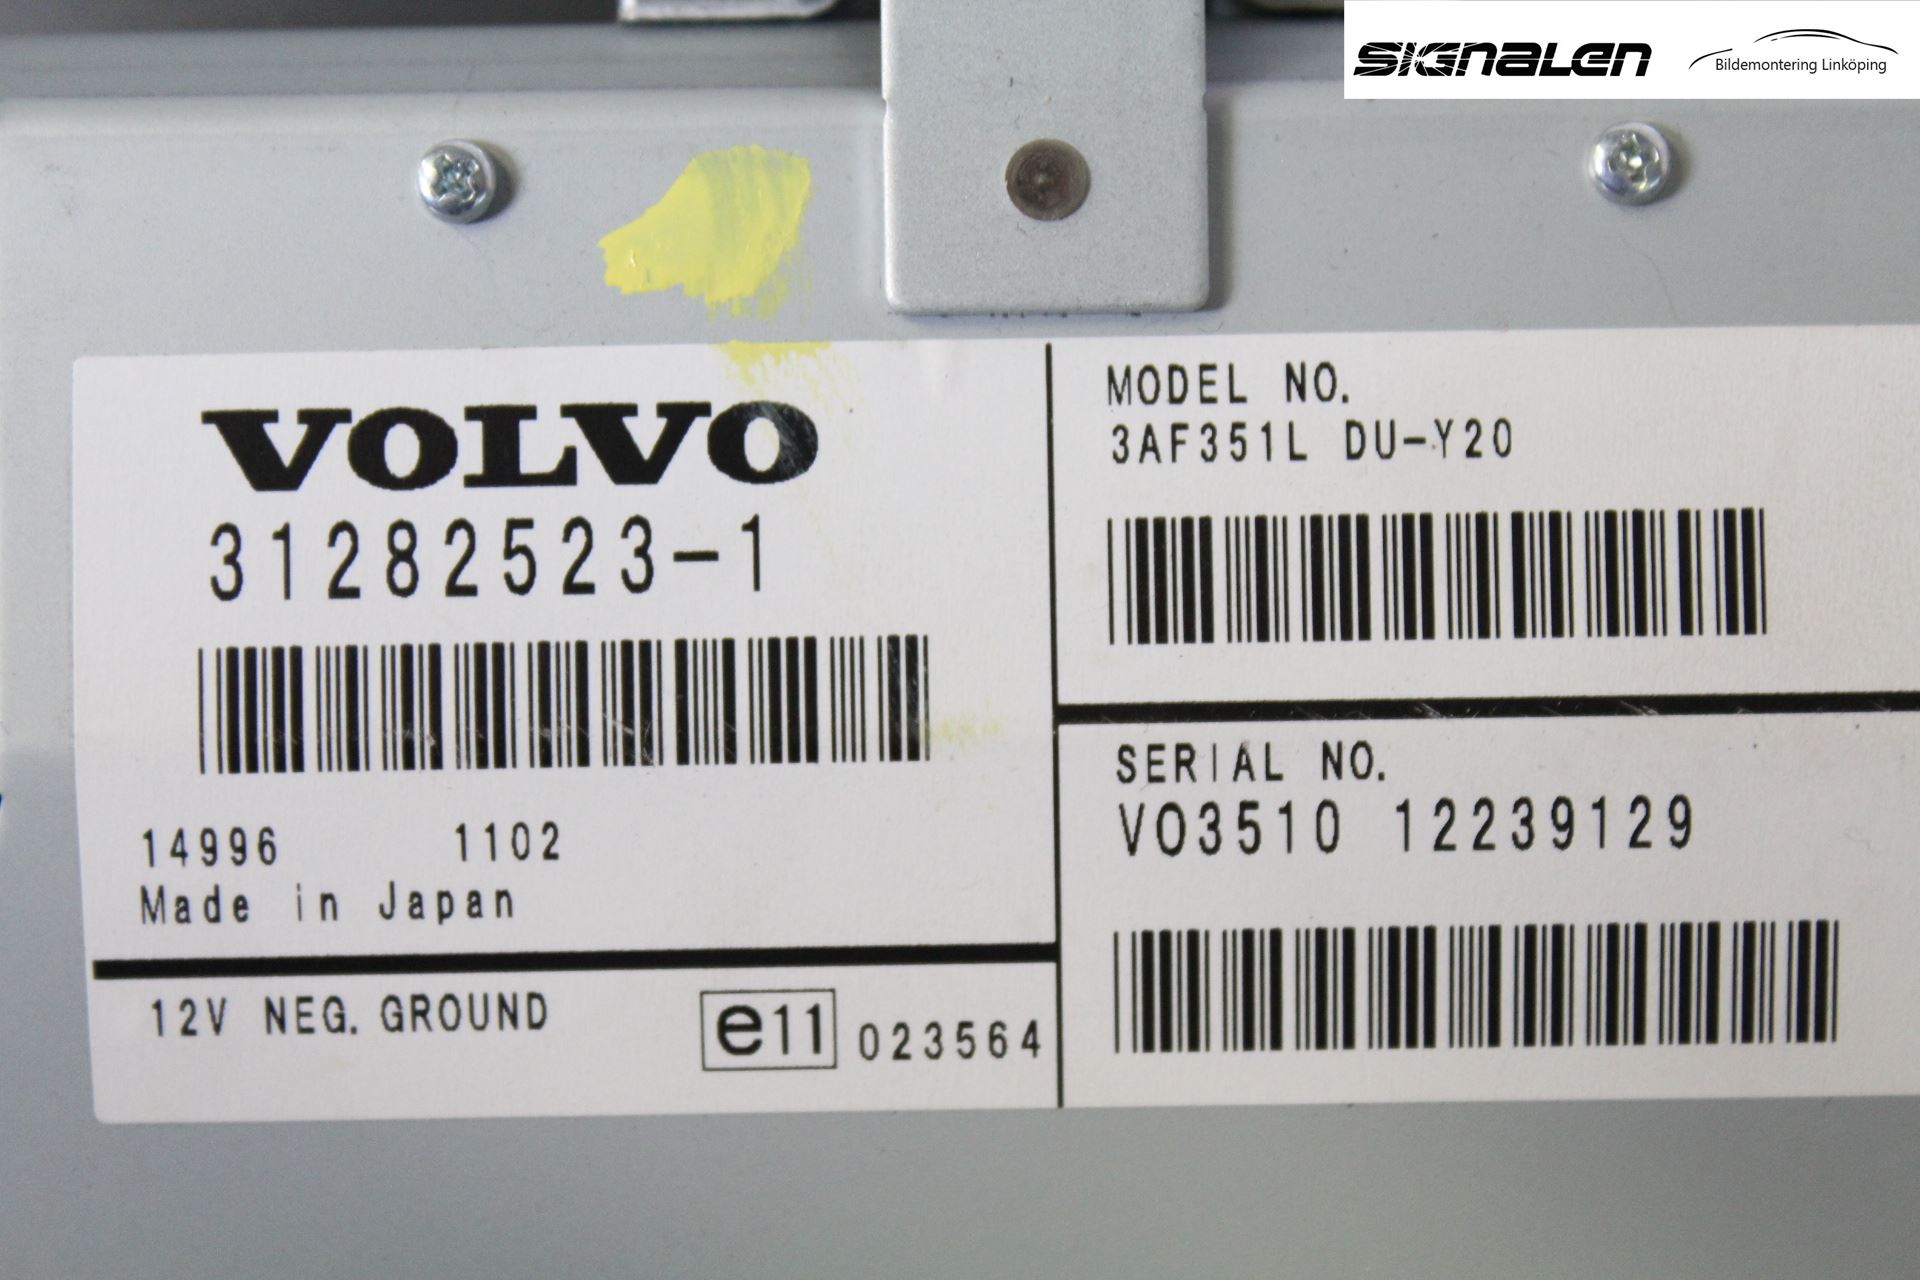 SIGNALEN
Bildemontering Linköping
VOLVO
31282523-1
14996 1102
Made in Japan
12V NEG. GROUND
e11 023564
MODEL NO.
3AF351L DU-Y20
SERIAL NO.
VO3510 12239129